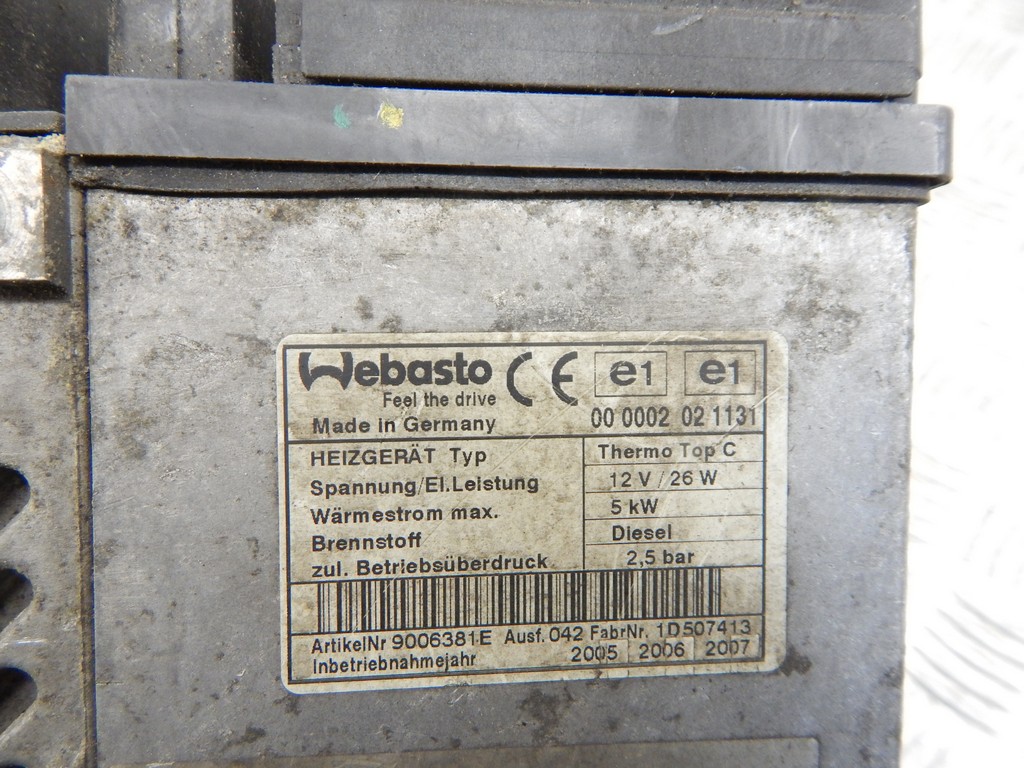 Webasto CE e1 e1
Feel the drive
Made in Germany 00 0002 02 1131
HEIZGERÄT Typ Thermo Top C
Spannung/El.Leistung 12 V / 26 W
Wärmestrom max. 5 kW
Brennstoff Diesel
zul. Betriebsüberdruck 2,5 bar
ArtikelNr 9006381E Ausf. 042 FabrNr. 1D507413
Inbetriebnahmejahr 2005 2006 2007